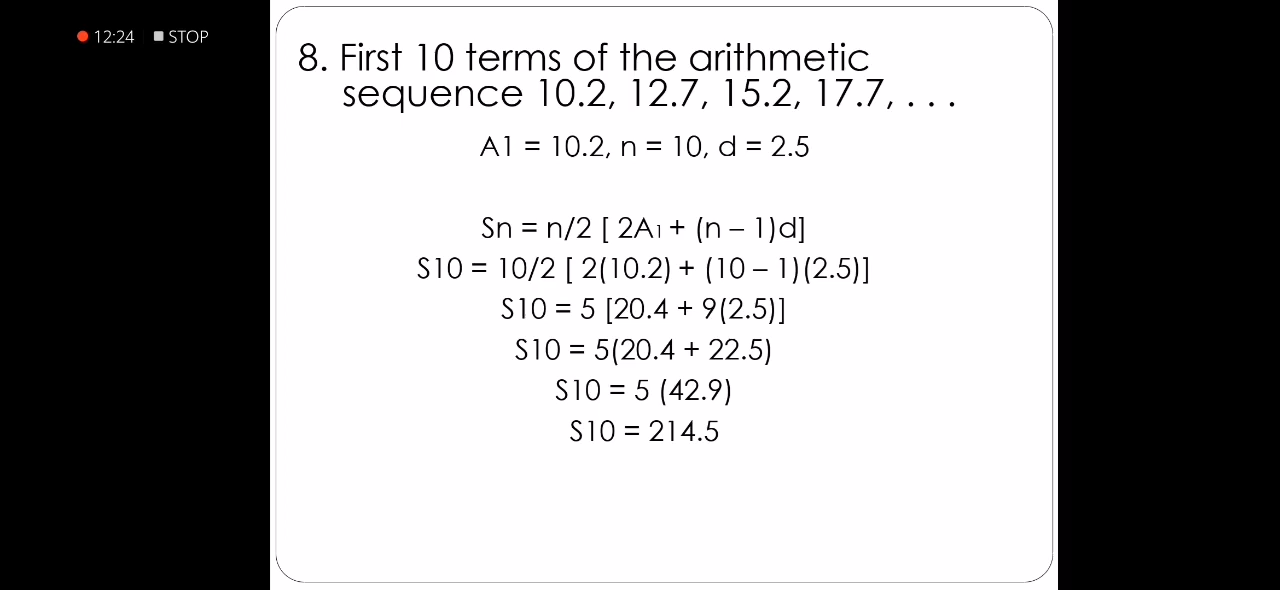 12:24 STOP
8. First 10 terms of the arithmetic
sequence 10.2, 12.7, 15.2, 17.7, . . .
A1 = 10.2, n = 10, d = 2.5
Sn = n/2 [ 2A₁ + (n – 1)d]
S10 = 10/2 [ 2(10.2) + (10 – 1)(2.5)]
S10 = 5 [20.4 + 9(2.5)]
S10 = 5(20.4 + 22.5)
S10 = 5 (42.9)
S10 = 214.5